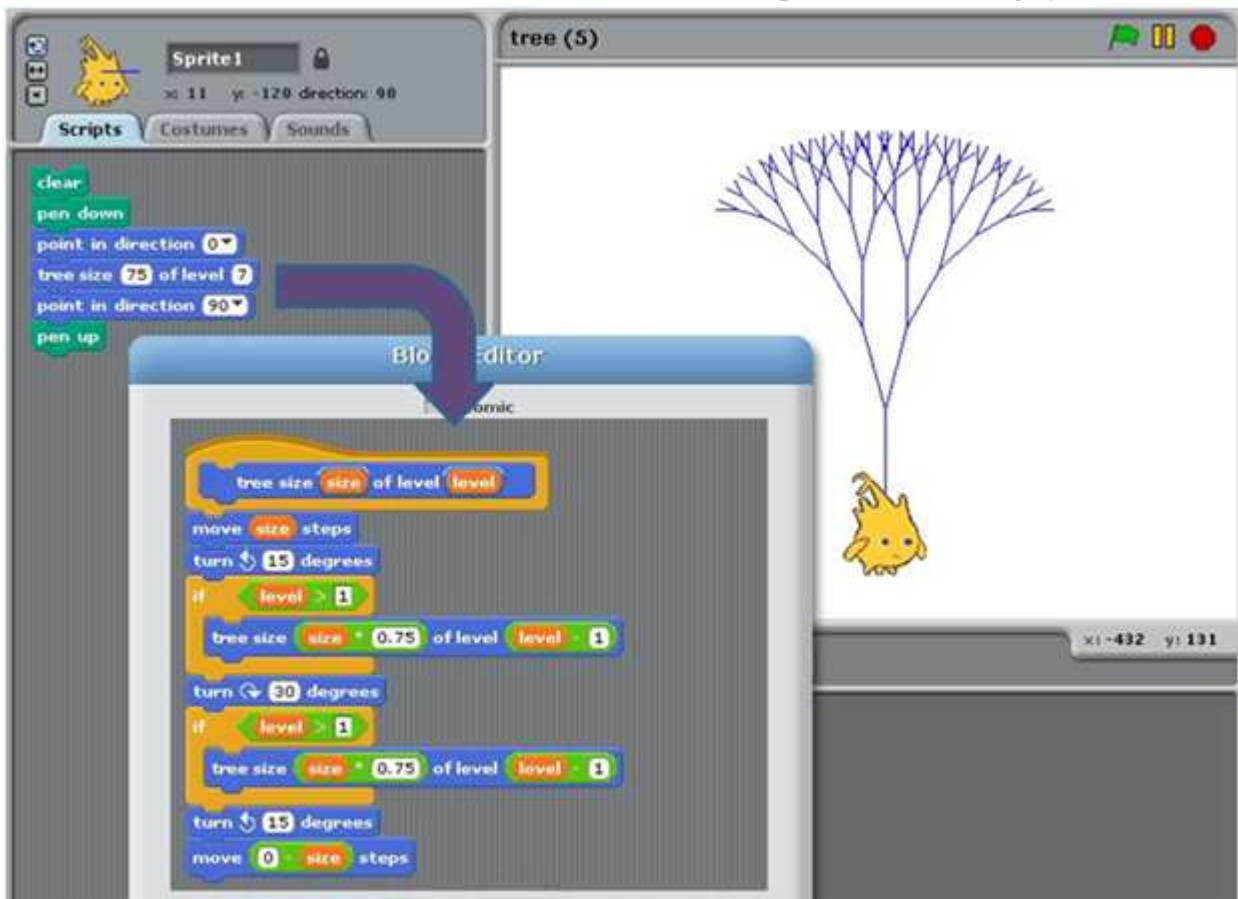 tree (5)
Sprite1
x: 11 y: -120 direction: 90
Scripts Costumes Sounds
clear
pen down
point in direction 0
tree size 75 of level 7
point in direction 90
pen up
tree size size of level level
move size steps
turn 15 degrees
if level > 1
tree size size * 0.75 of level level - 1
turn 30 degrees
if level > 1
tree size size * 0.75 of level level - 1
turn 15 degrees
move 0 - size steps
x: -432 y: 131